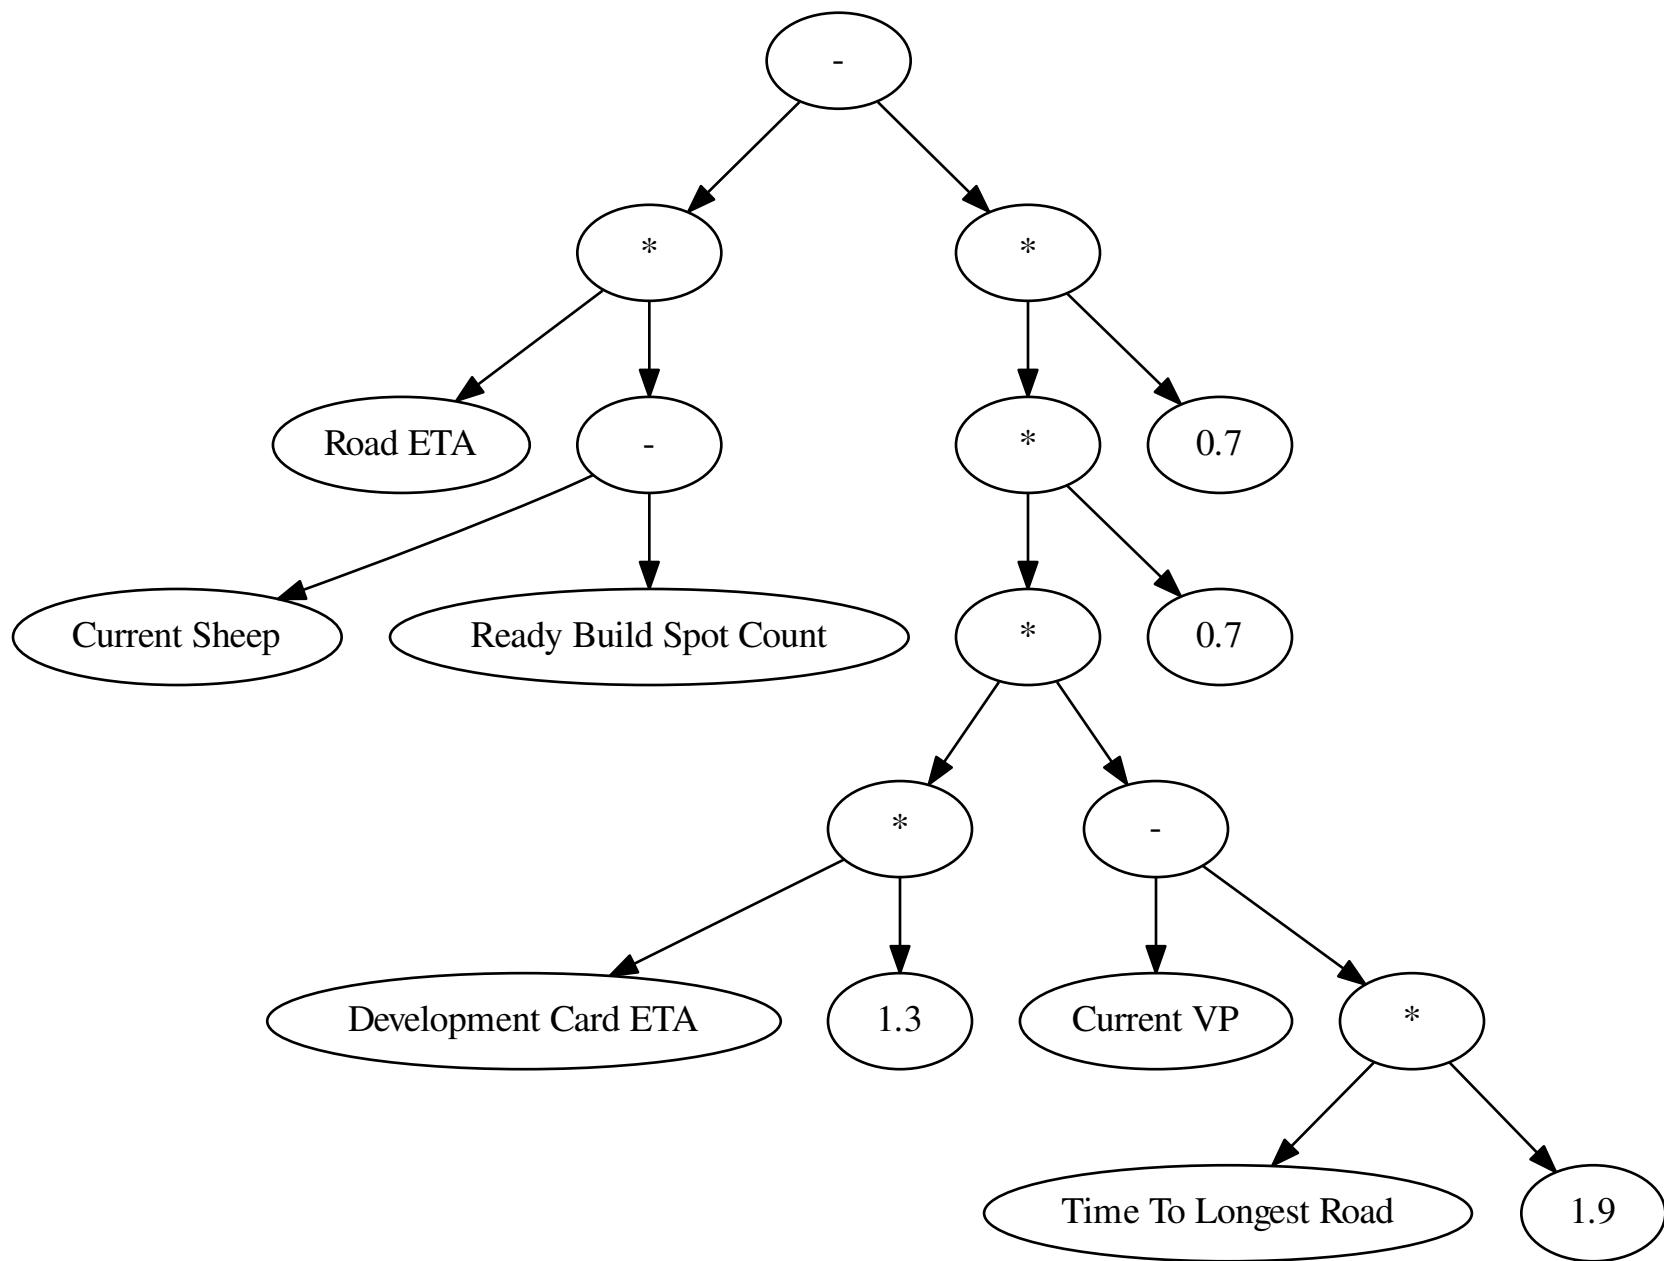 -
*
*
Road ETA
-
*
0.7
Current Sheep
Ready Build Spot Count
*
0.7
*
-
Development Card ETA
1.3
Current VP
*
Time To Longest Road
1.9